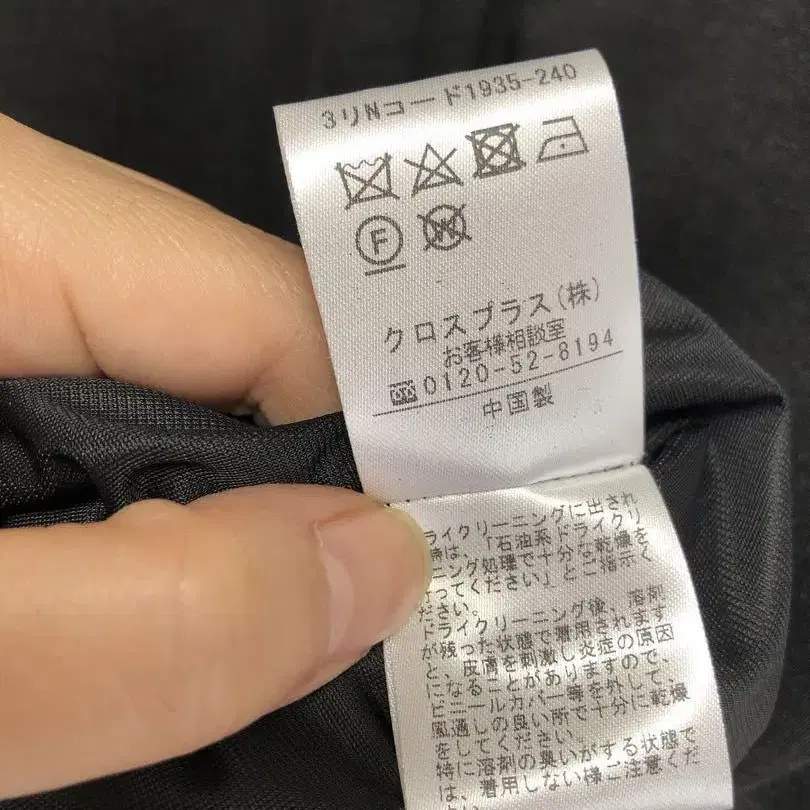 3リNコード1935-240
F
W
クロスプラス(株)
お客様相談室
0120-52-8194
中国製
ライクリーニングに出され
は、「石油系ドライクリ
ニング処理で十分な乾燥を
ってください」とご指示く
ださい。
ドライクリーニング後、溶剤
が残った状態で着用されます
と、皮膚を刺激し炎症の原因
になることがありますので、
ビニールカバー等を外して、
風通しの良い所で十分に乾燥
をしてください。
特に溶剤の臭いがする状態で
は、着用しない様ご注意くだ